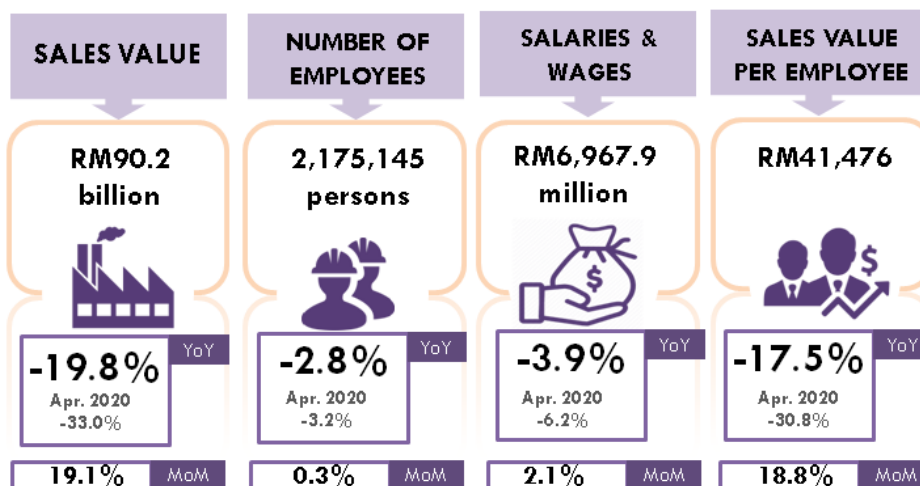 SALES VALUE
NUMBER OF
EMPLOYEES
SALARIES &
WAGES
SALES VALUE
PER EMPLOYEE
RM90.2
billion
2,175,145
persons
RM6,967.9
million
RM41,476
$
$
-19.8%
YoY
Apr. 2020
-33.0%
-2.8%
YoY
Apr. 2020
-3.2%
-3.9%
YoY
Apr. 2020
-6.2%
-17.5%
YoY
Apr. 2020
-30.8%
19.1%
MoM
0.3%
MoM
2.1%
MoM
18.8%
MoM